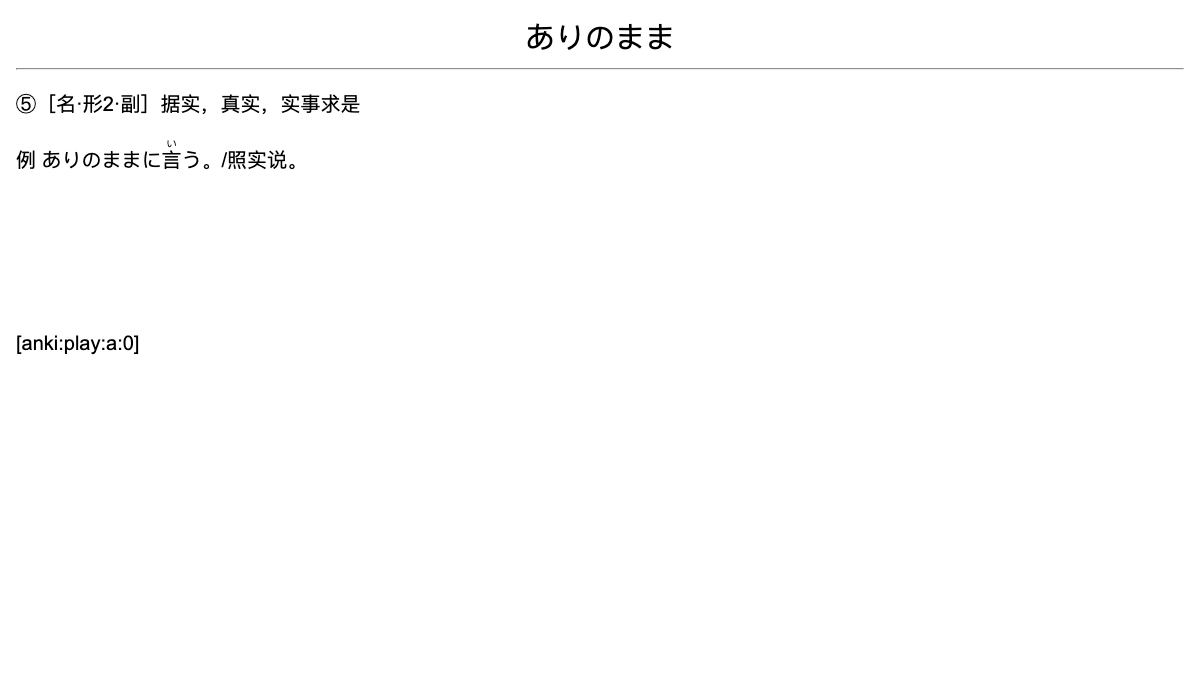 ありのまま
⑤［名·形2·副］据实，真实，实事求是
い
例 ありのままに言う。/照实说。
[anki:play:a:0]